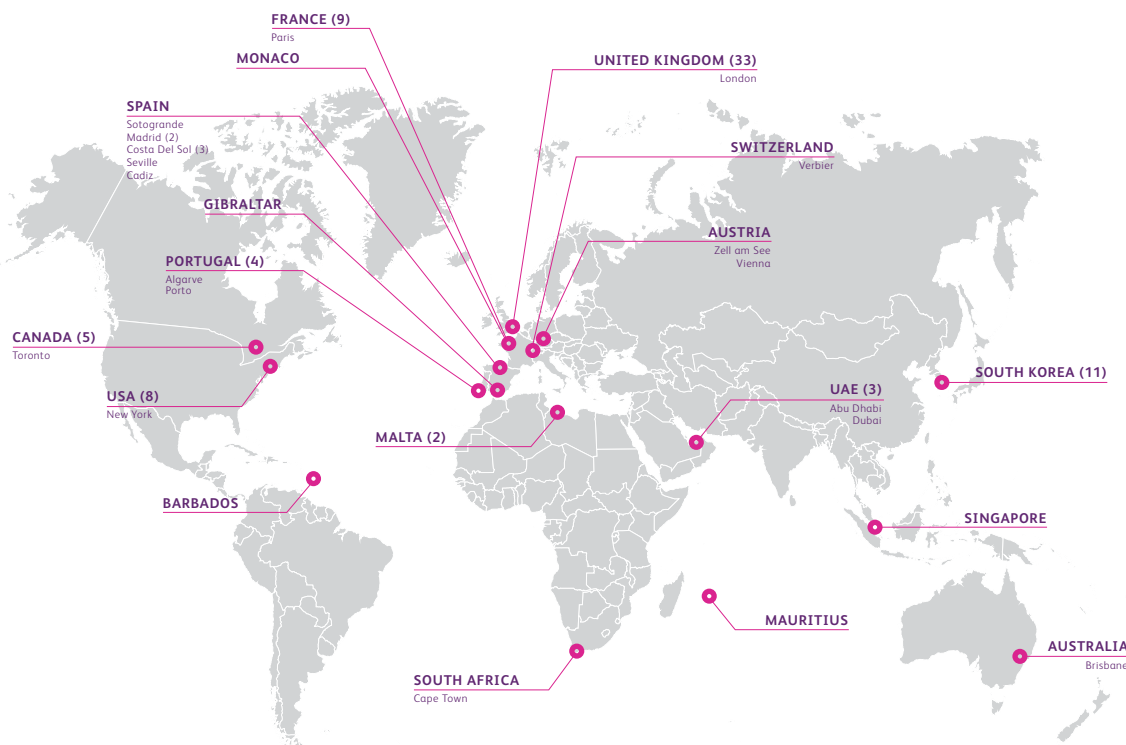 FRANCE (9)
Paris
MONACO
UNITED KINGDOM (33)
London
SPAIN
Sotogrande
Madrid (2)
Costa Del Sol (3)
Seville
Cadiz
SWITZERLAND
Verbier
GIBRALTAR
AUSTRIA
Zell am See
Vienna
PORTUGAL (4)
Algarve
Porto
CANADA (5)
Toronto
SOUTH KOREA (11)
USA (8)
New York
UAE (3)
Abu Dhabi
Dubai
MALTA (2)
BARBADOS
SINGAPORE
MAURITIUS
AUSTRALIA
Brisbane
SOUTH AFRICA
Cape Town